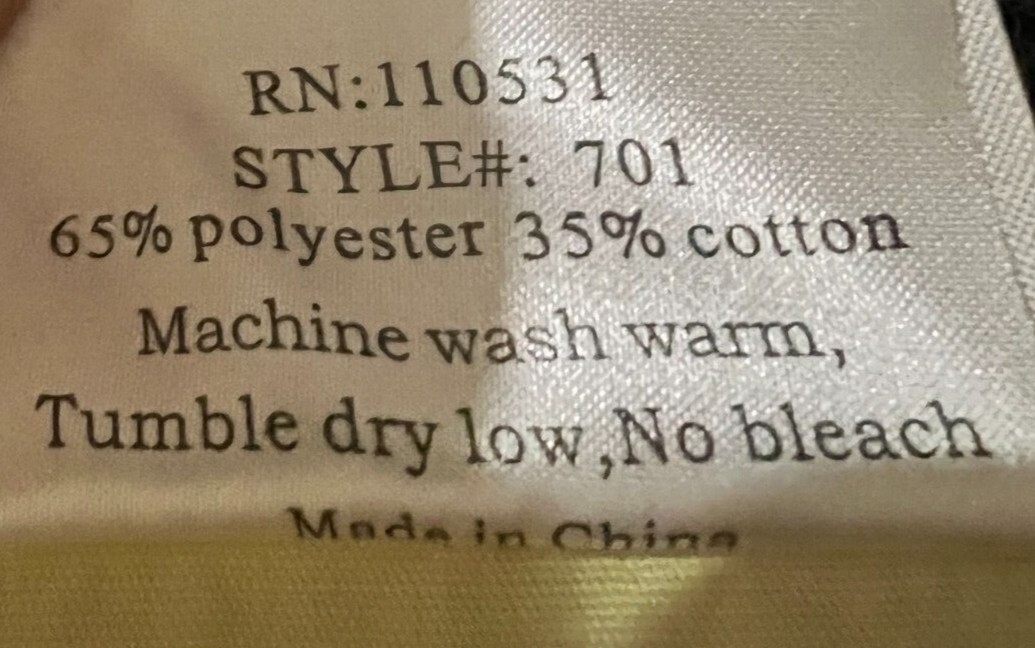 RN:110531
STYLE#: 701
65% polyester 35% cotton
Machine wash warm,
Tumble dry low,No bleach
Made in China